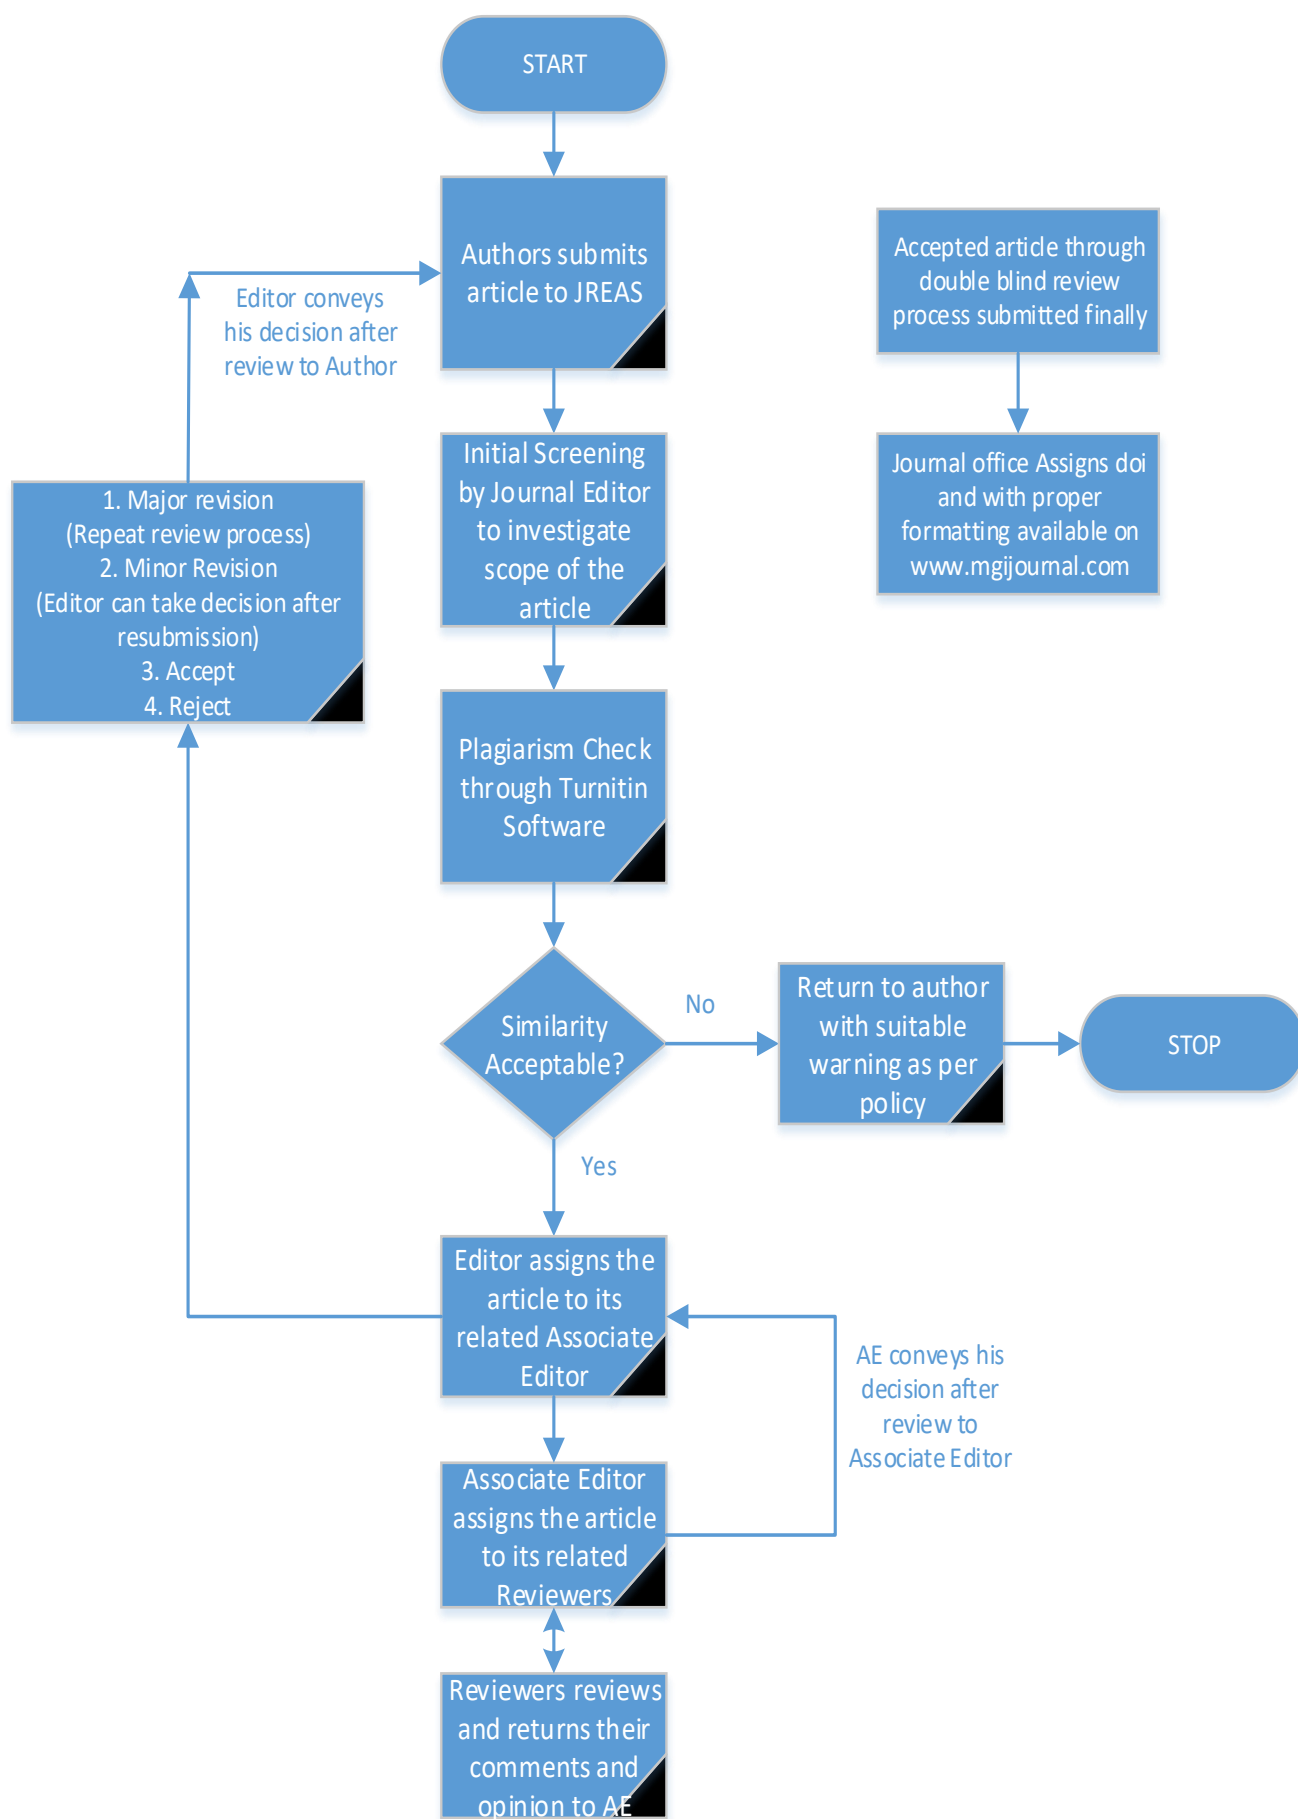 START
Authors submits
article to JREAS
Editor conveys
his decision after
review to Author
Accepted article through
double blind review
process submitted finally
Initial Screening
by Journal Editor
to investigate
scope of the
article
Journal office Assigns doi
and with proper
formatting available on
www.mgijournal.com
1. Major revision
(Repeat review process)
2. Minor Revision
(Editor can take decision after
resubmission)
3. Accept
4. Reject
Plagiarism Check
through Turnitin
Software
Similarity
Acceptable?
No
Return to author
with suitable
warning as per
policy
STOP
Yes
Editor assigns the
article to its
related Associate
Editor
AE conveys his
decision after
review to
Associate Editor
Associate Editor
assigns the article
to its related
Reviewers
Reviewers reviews
and returns their
comments and
opinion to AE